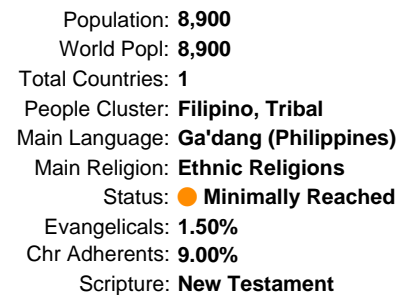 Population: 8,900
World Popl: 8,900
Total Countries: 1
People Cluster: Filipino, Tribal
Main Language: Ga'dang (Philippines)
Main Religion: Ethnic Religions
Status: Minimally Reached
Evangelicals: 1.50%
Chr Adherents: 9.00%
Scripture: New Testament